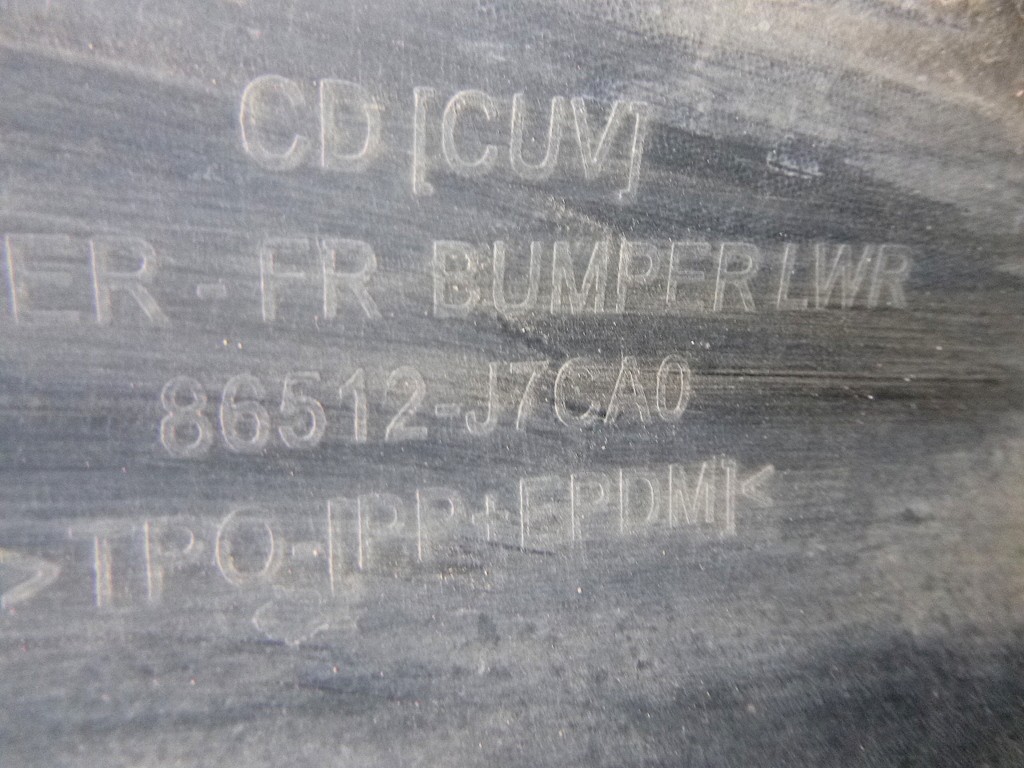 CD [CUV]
ER - FR BUMPER LWR
86512-J7CA0
>TPO-[PP+EPDM]<